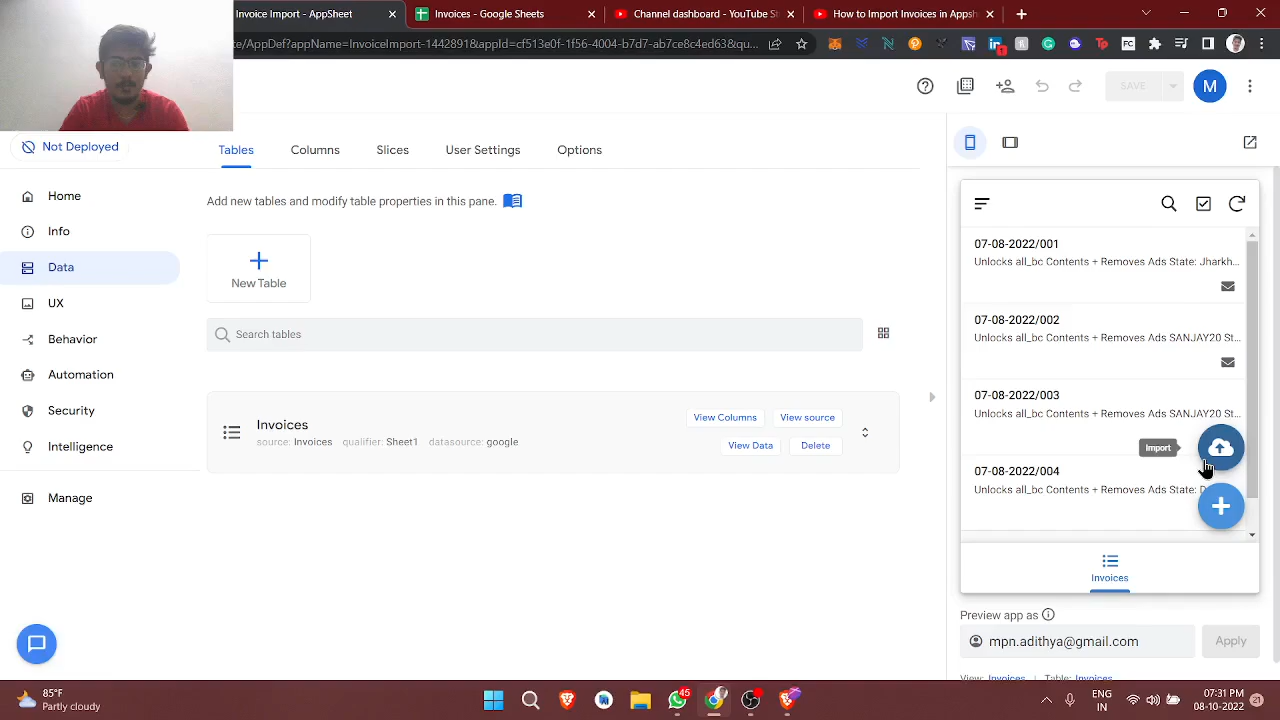 Invoice Import - AppSheet
Invoices - Google Sheets
Channel dashboard - YouTube St
How to Import Invoices in Appsh
te/AppDef?appName=InvoiceImport-1442891&appId=cf513e0f-1f56-4004-b7d7-ab7ce8c4ed63&qu...
SAVE
M
Not Deployed
Tables
Columns
Slices
User Settings
Options
Home
Info
Data
UX
Behavior
Automation
Security
Intelligence
Manage
Add new tables and modify table properties in this pane.
New Table
Search tables
Invoices
source: Invoices qualifier: Sheet1 datasource: google
View Columns
View source
View Data
Delete
07-08-2022/001
Unlocks all_bc Contents + Removes Ads State: Jharkh...
07-08-2022/002
Unlocks all_bc Contents + Removes Ads SANJAY20 St...
07-08-2022/003
Unlocks all_bc Contents + Removes Ads SANJAY20 St...
Import
07-08-2022/004
Unlocks all_bc Contents + Removes Ads State: D
Invoices
Preview app as
mpn.adithya@gmail.com
Apply
View: Invoices Table: Invoices
85°F
Partly cloudy
45
ENG
IN
07:31 PM
08-10-2022
21